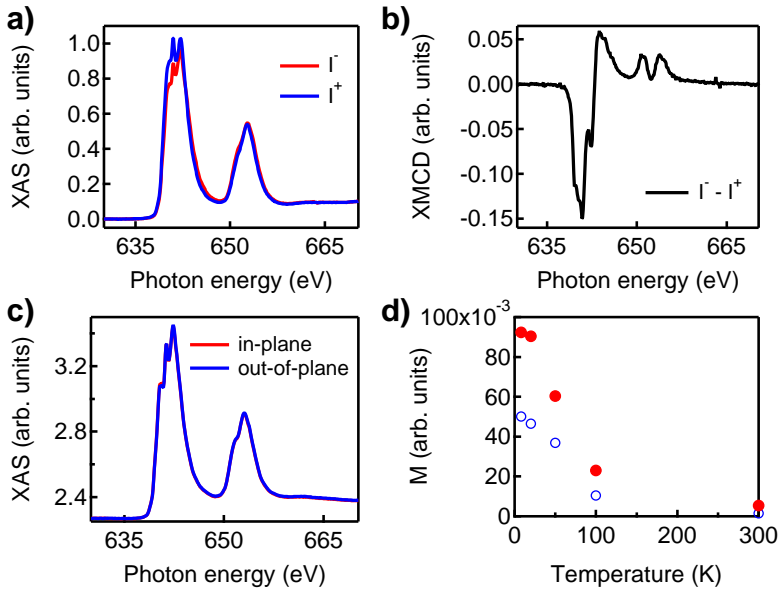 a)
XAS (arb. units)
1.0
0.8
0.6
0.4
0.2
0.0
I⁻
I⁺
635
650
665
Photon energy (eV)
b)
XMCD (arb. units)
0.05
0.00
-0.05
-0.10
-0.15
I⁻ - I⁺
635
650
665
Photon energy (eV)
c)
XAS (arb. units)
3.2
2.8
2.4
in-plane
out-of-plane
635
650
665
Photon energy (eV)
d)
M (arb. units)
100x10⁻³
80
60
40
20
0
0
100
200
300
Temperature (K)